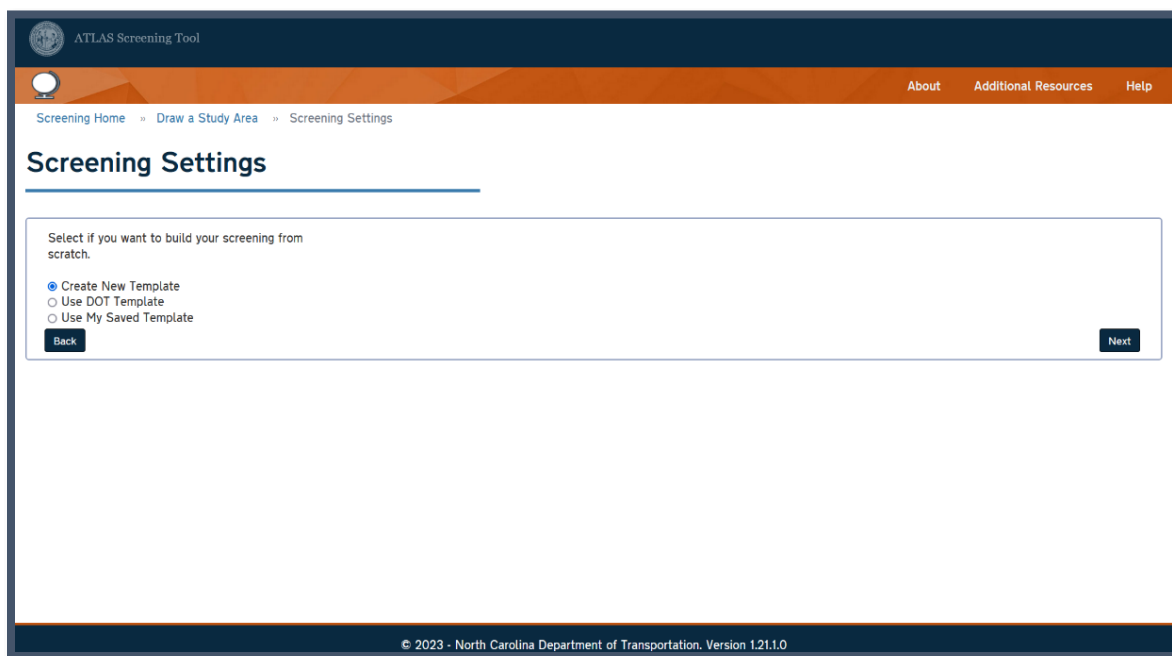 ATLAS Screening Tool
About Additional Resources Help
Screening Home » Draw a Study Area » Screening Settings
Screening Settings
Select if you want to build your screening from
scratch.
Create New Template
Use DOT Template
Use My Saved Template
Back Next
© 2023 - North Carolina Department of Transportation. Version 1.21.1.0